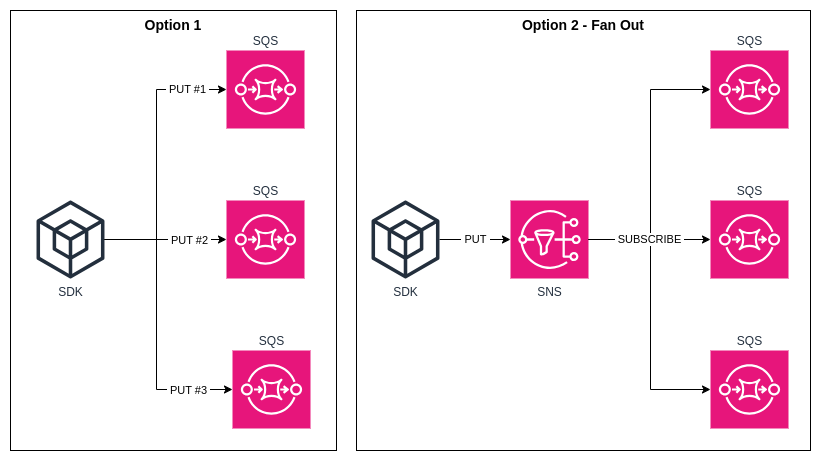 Option 1
SQS
PUT #1
SQS
PUT #2
SDK
SQS
PUT #3
Option 2 - Fan Out
SQS
SQS
PUT
SUBSCRIBE
SDK
SNS
SQS